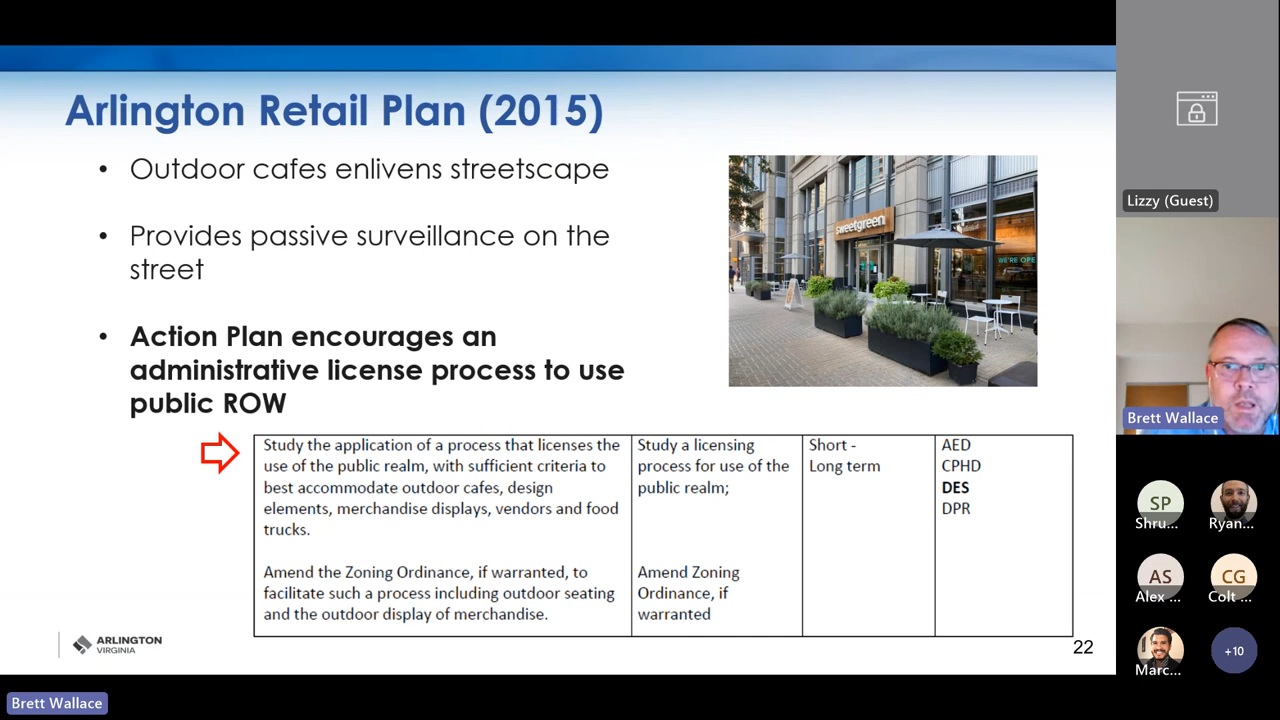 Arlington Retail Plan (2015)
• Outdoor cafes enlivens streetscape
• Provides passive surveillance on the
street
• Action Plan encourages an
administrative license process to use
public ROW
sweetgreen
WE'RE OPE
Study the application of a process that licenses the
use of the public realm, with sufficient criteria to
best accommodate outdoor cafes, design
elements, merchandise displays, vendors and food
trucks.
Amend the Zoning Ordinance, if warranted, to
facilitate such a process including outdoor seating
and the outdoor display of merchandise.
Study a licensing
process for use of the
public realm;
Amend Zoning
Ordinance, if
warranted
Short -
Long term
AED
CPHD
DES
DPR
ARLINGTON
VIRGINIA
22
Brett Wallace
Lizzy (Guest)
Brett Wallace
SP
Shru...
Ryan...
AS
Alex ...
CG
Colt ...
Marc...
+10